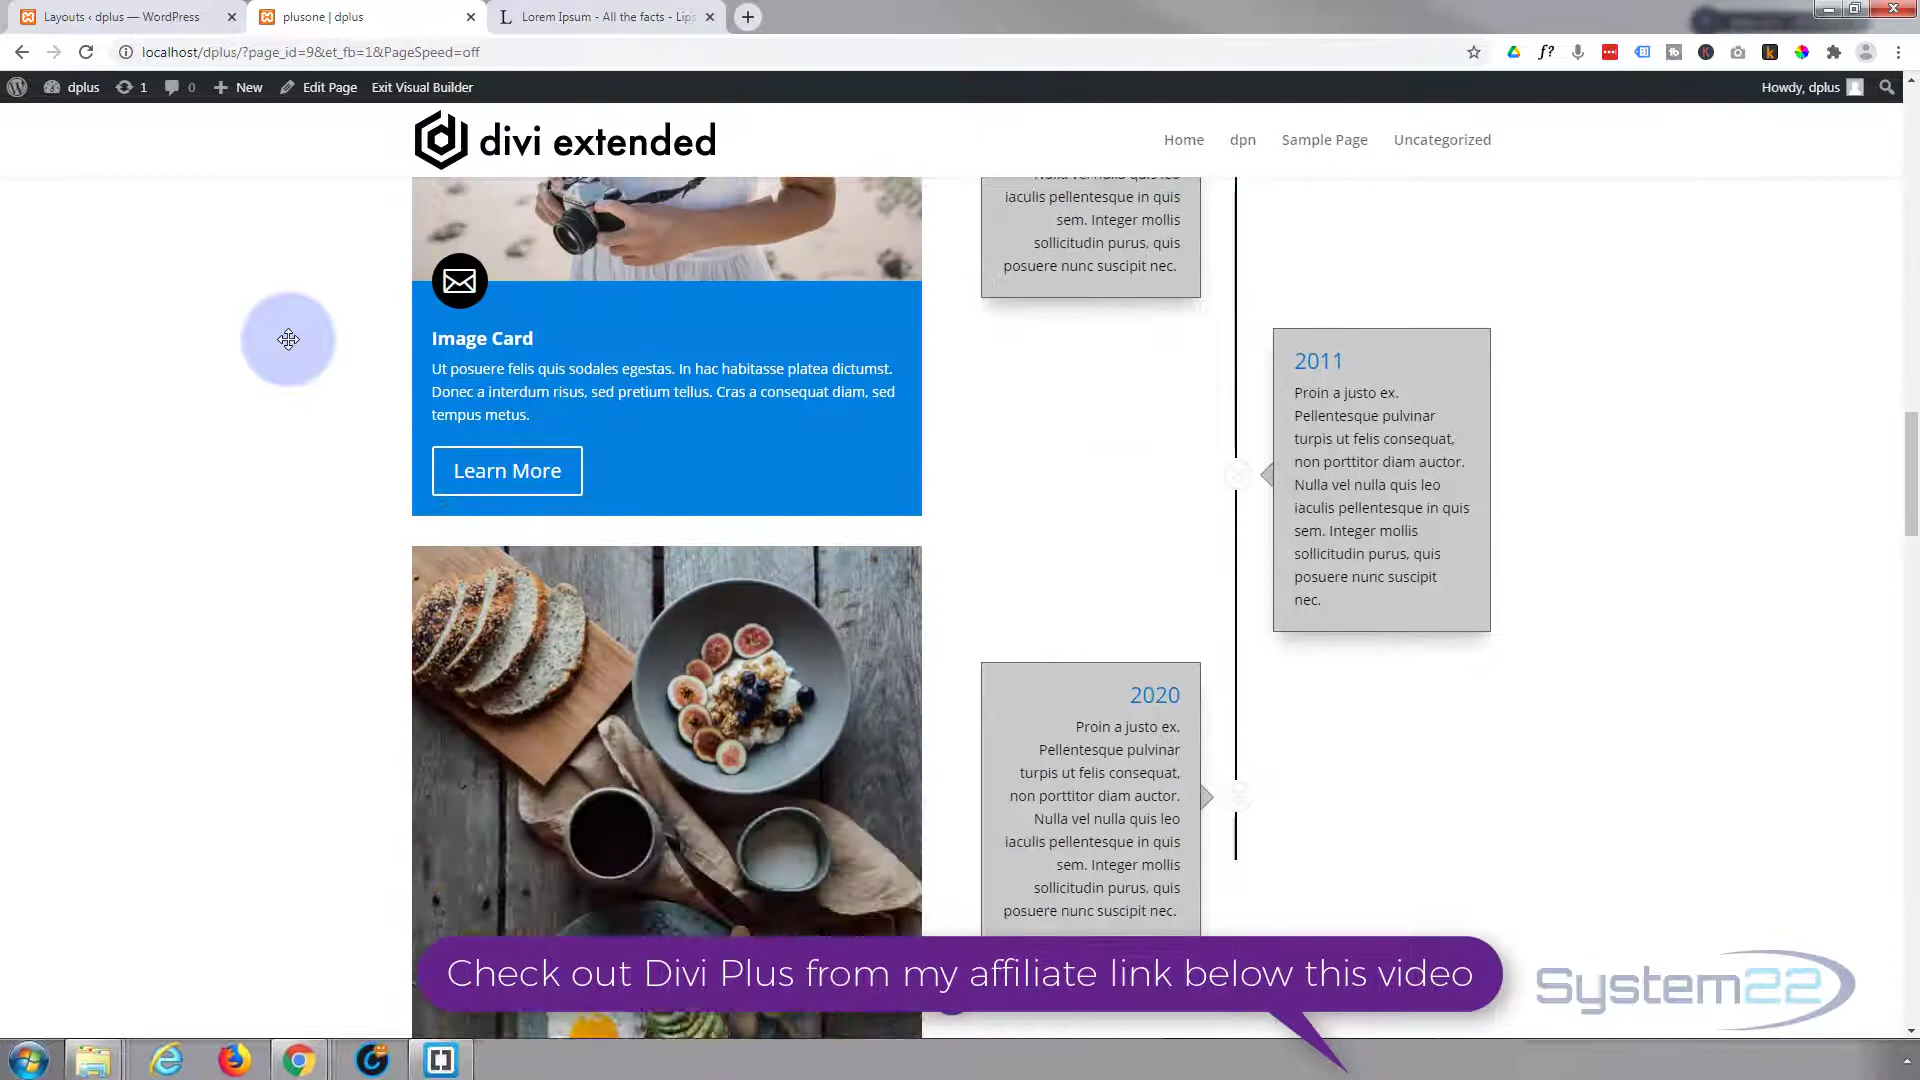 Layouts ‹ dplus — WordPress
plusone | dplus
Lorem Ipsum - All the facts - Lips
localhost/dplus/?page_id=9&et_fb=1&PageSpeed=off
dplus
1
0
New
Edit Page
Exit Visual Builder
Howdy, dplus
divi extended
Home
dpn
Sample Page
Uncategorized
iaculis pellentesque in quis
sem. Integer mollis
sollicitudin purus, quis
posuere nunc suscipit nec.
Image Card
Ut posuere felis quis sodales egestas. In hac habitasse platea dictumst.
Donec a interdum risus, sed pretium tellus. Cras a consequat diam, sed
tempus metus.
Learn More
2011
Proin a justo ex.
Pellentesque pulvinar
turpis ut felis consequat,
non porttitor diam auctor.
Nulla vel nulla quis leo
iaculis pellentesque in quis
sem. Integer mollis
sollicitudin purus, quis
posuere nunc suscipit
nec.
2020
Proin a justo ex.
Pellentesque pulvinar
turpis ut felis consequat,
non porttitor diam auctor.
Nulla vel nulla quis leo
iaculis pellentesque in quis
sem. Integer mollis
sollicitudin purus, quis
posuere nunc suscipit nec.
Check out Divi Plus from my affiliate link below this video
System22